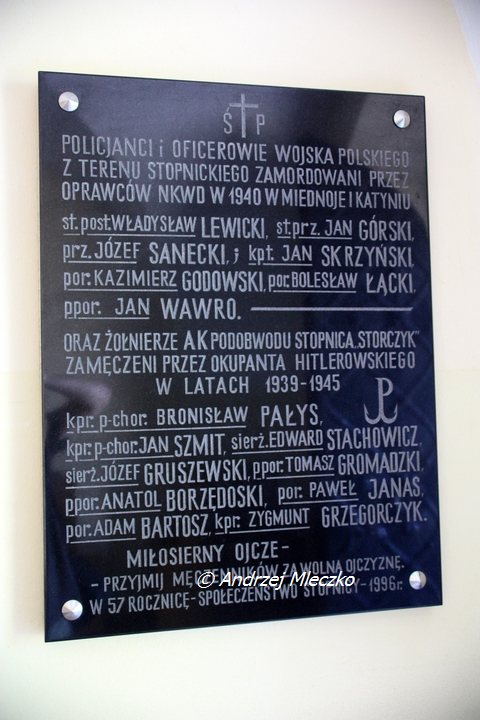 Ś P
POLICJANCI i OFICEROWIE WOJSKA POLSKIEGO
Z TERENU STOPNICKIEGO ZAMORDOWANI PRZEZ
OPRAWCÓW NKWD W 1940 W MIEDNOJE i KATYNIU
st. post. WŁADYSŁAW LEWICKI, st. prz. JAN GÓRSKI,
prz. JÓZEF SANECKI, i kpt. JAN SKRZYŃSKI,
por. KAZIMIERZ GODOWSKI, por. BOLESŁAW ŁĄCKI,
ppor. JAN WAWRO.
ORAZ ŻOŁNIERZE AK PODOBWODU STOPNICA „STORCZYK"
ZAMĘCZENI PRZEZ OKUPANTA HITLEROWSKIEGO
W LATACH 1939-1945
kpr. p-chor. BRONISŁAW PAŁYS,
kpr. p-chor. JAN SZMIT, sierż. EDWARD STACHOWICZ,
sierż. JÓZEF GRUSZEWSKI, ppor. TOMASZ GROMADZKI,
ppor. ANATOL BORZĘDOSKI, por. PAWEŁ JANAS,
por. ADAM BARTOSZ, kpr. ZYGMUNT GRZEGORCZYK.
MIŁOSIERNY OJCZE -
- PRZYJMIJ MĘCZENNIKÓW ZA WOLNĄ OJCZYZNĘ.
© Andrzej Mleczko
W 57 ROCZNICĘ - SPOŁECZEŃSTWO STOPNICY - 1996 r.